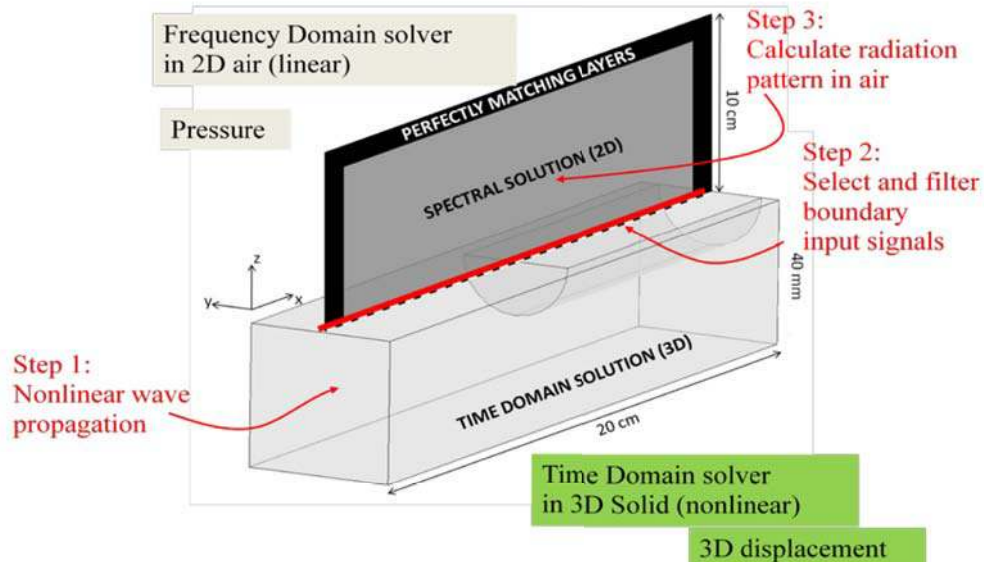 Frequency Domain solver
in 2D air (linear)
Pressure
Step 3:
Calculate radiation
pattern in air
PERFECTLY MATCHING LAYERS
10 cm
SPECTRAL SOLUTION (2D)
Step 2:
Select and filter
boundary
input signals
z
y
x
40 mm
Step 1:
Nonlinear wave
propagation
TIME DOMAIN SOLUTION (3D)
20 cm
Time Domain solver
in 3D Solid (nonlinear)
3D displacement